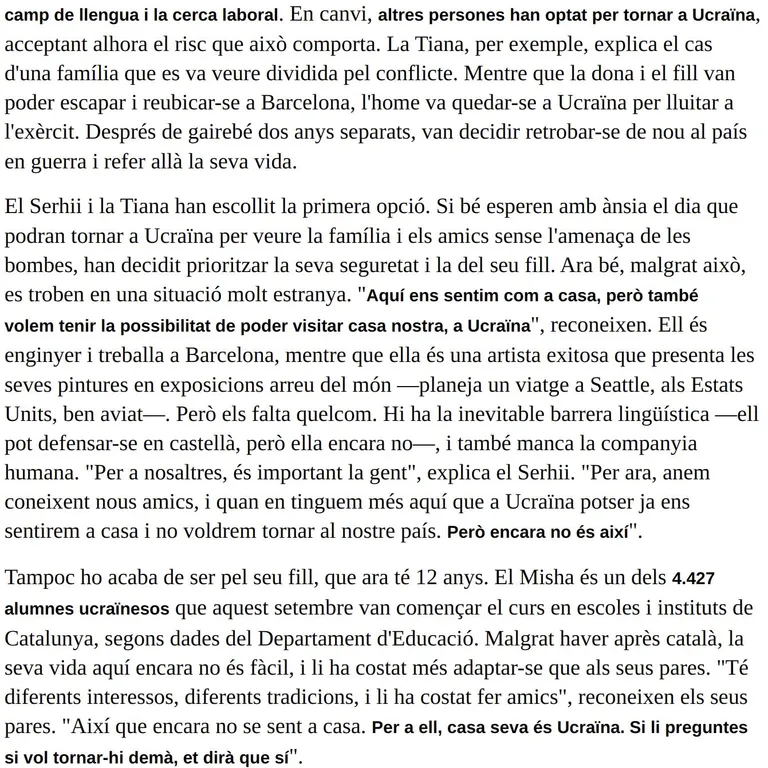 camp de llengua i la cerca laboral. En canvi, altres persones han optat per tornar a Ucraïna,
acceptant alhora el risc que això comporta. La Tiana, per exemple, explica el cas
d'una família que es va veure dividida pel conflicte. Mentre que la dona i el fill van
poder escapar i reubicar-se a Barcelona, l'home va quedar-se a Ucraïna per lluitar a
l'exèrcit. Després de gairebé dos anys separats, van decidir retrobar-se de nou al país
en guerra i refer allà la seva vida.
El Serhii i la Tiana han escollit la primera opció. Si bé esperen amb ànsia el dia que
podran tornar a Ucraïna per veure la família i els amics sense l'amenaça de les
bombes, han decidit prioritzar la seva seguretat i la del seu fill. Ara bé, malgrat això,
es troben en una situació molt estranya. "Aquí ens sentim com a casa, però també
volem tenir la possibilitat de poder visitar casa nostra, a Ucraïna", reconeixen. Ell és
enginyer i treballa a Barcelona, mentre que ella és una artista exitosa que presenta les
seves pintures en exposicions arreu del món —planeja un viatge a Seattle, als Estats
Units, ben aviat—. Però els falta quelcom. Hi ha la inevitable barrera lingüística —ell
pot defensar-se en castellà, però ella encara no—, i també manca la companyia
humana. "Per a nosaltres, és important la gent", explica el Serhii. "Per ara, anem
coneixent nous amics, i quan en tinguem més aquí que a Ucraïna potser ja ens
sentirem a casa i no voldrem tornar al nostre país. Però encara no és així".
Tampoc ho acaba de ser pel seu fill, que ara té 12 anys. El Misha és un dels 4.427
alumnes ucraïnesos que aquest setembre van començar el curs en escoles i instituts de
Catalunya, segons dades del Departament d'Educació. Malgrat haver après català, la
seva vida aquí encara no és fàcil, i li ha costat més adaptar-se que als seus pares. "Té
diferents interessos, diferents tradicions, i li ha costat fer amics", reconeixen els seus
pares. "Així que encara no se sent a casa. Per a ell, casa seva és Ucraïna. Si li preguntes
si vol tornar-hi demà, et dirà que sí".